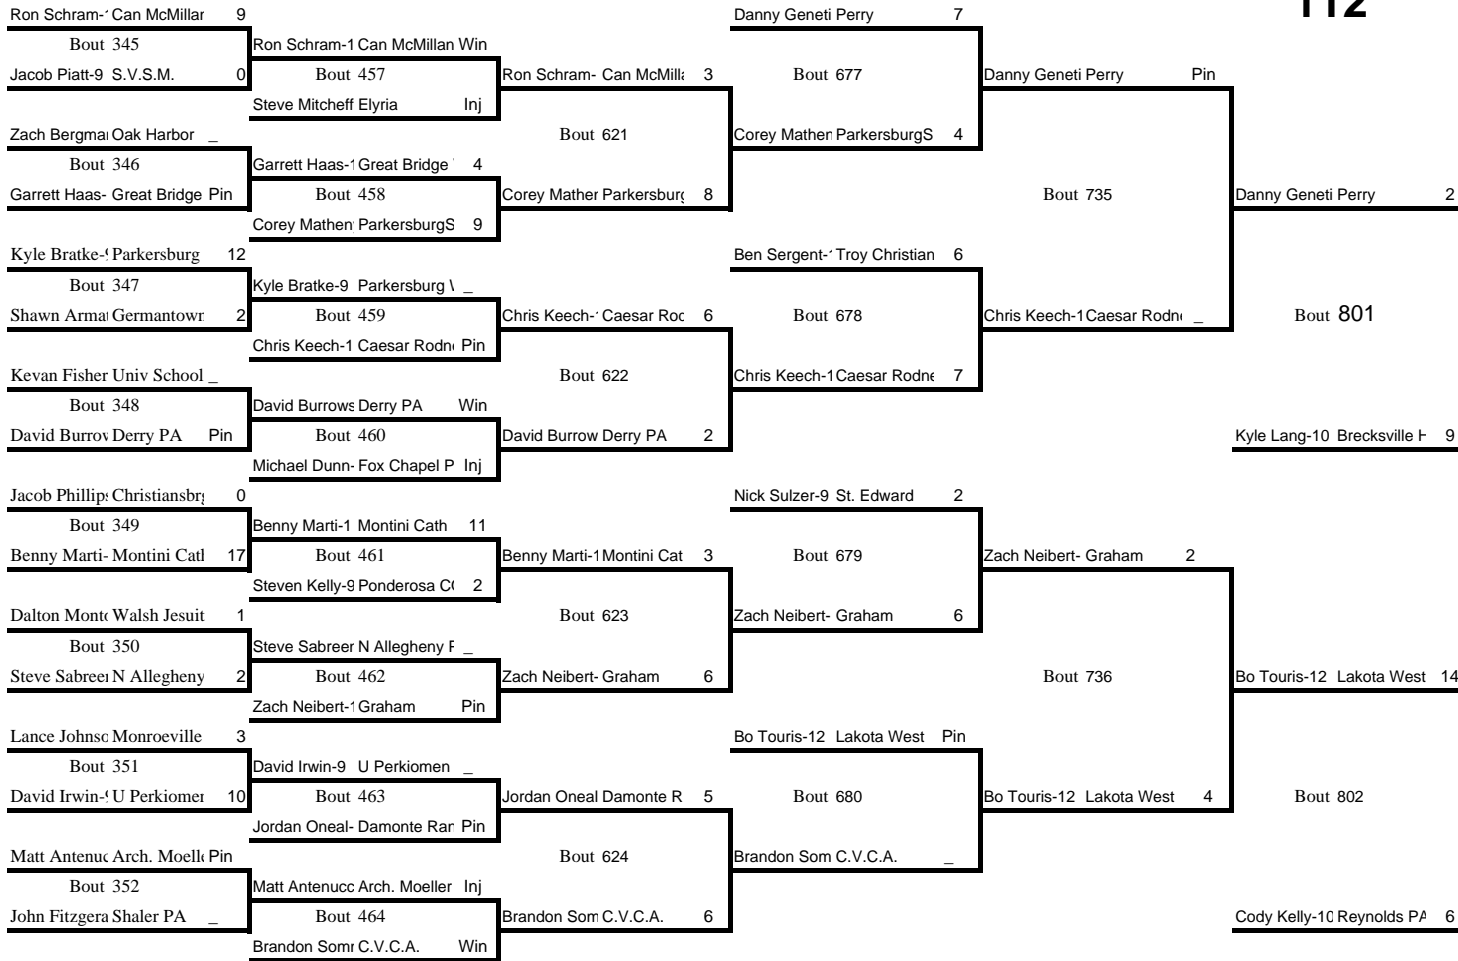 112
Ron Schram- Can McMillar 9
Bout 345
Jacob Piatt-9 S.V.S.M. 0
Zach Bergmar Oak Harbor _
Bout 346
Garrett Haas- Great Bridge Pin
Kyle Bratke-9 Parkersburg 12
Bout 347
Shawn Armat Germantown 2
Kevan Fisher Univ School _
Bout 348
David Burrov Derry PA Pin
Jacob Phillips Christiansbrg 0
Bout 349
Benny Marti- Montini Catl 17
Dalton Monto Walsh Jesuit 1
Bout 350
Steve Sabreer N Allegheny 2
Lance Johnso Monroeville 3
Bout 351
David Irwin-9 U Perkiomer 10
Matt Antenuc Arch. Moelle Pin
Bout 352
John Fitzgera Shaler PA _
Ron Schram-1 Can McMillan Win
Bout 457
Steve Mitcheff Elyria Inj
Garrett Haas-1 Great Bridge 4
Bout 458
Corey Matheny ParkersburgS 9
Kyle Bratke-9 Parkersburg _
Bout 459
Chris Keech-1 Caesar Rodn Pin
David Burrows Derry PA Win
Bout 460
Michael Dunn- Fox Chapel P Inj
Benny Marti-1 Montini Cath 11
Bout 461
Steven Kelly-9 Ponderosa CO 2
Steve Sabreer N Allegheny P _
Bout 462
Zach Neibert-1 Graham Pin
David Irwin-9 U Perkiomen _
Bout 463
Jordan Oneal- Damonte Ran Pin
Matt Antenucc Arch. Moeller Inj
Bout 464
Brandon Somr C.V.C.A. Win
Ron Schram- Can McMilla 3
Bout 621
Corey Mather Parkersburg 8
Chris Keech- Caesar Roc 6
Bout 622
David Burrow Derry PA 2
Benny Marti-1 Montini Cat 3
Bout 623
Zach Neibert- Graham 6
Jordan Oneal Damonte R 5
Bout 624
Brandon Som C.V.C.A. 6
Danny Geneti Perry 7
Bout 677
Corey Mather ParkersburgS 4
Ben Sergent- Troy Christian 6
Bout 678
Chris Keech-1 Caesar Rodne 7
Nick Sulzer-9 St. Edward 2
Bout 679
Zach Neibert- Graham 6
Bo Touris-12 Lakota West Pin
Bout 680
Brandon Som C.V.C.A. _
Danny Geneti Perry Pin
Bout 735
Chris Keech-1 Caesar Rodne _
Zach Neibert- Graham 2
Bout 736
Bo Touris-12 Lakota West 4
Danny Geneti Perry 2
Bout 801
Kyle Lang-10 Brecksville H 9
Bo Touris-12 Lakota West 14
Bout 802
Cody Kelly-10 Reynolds PA 6